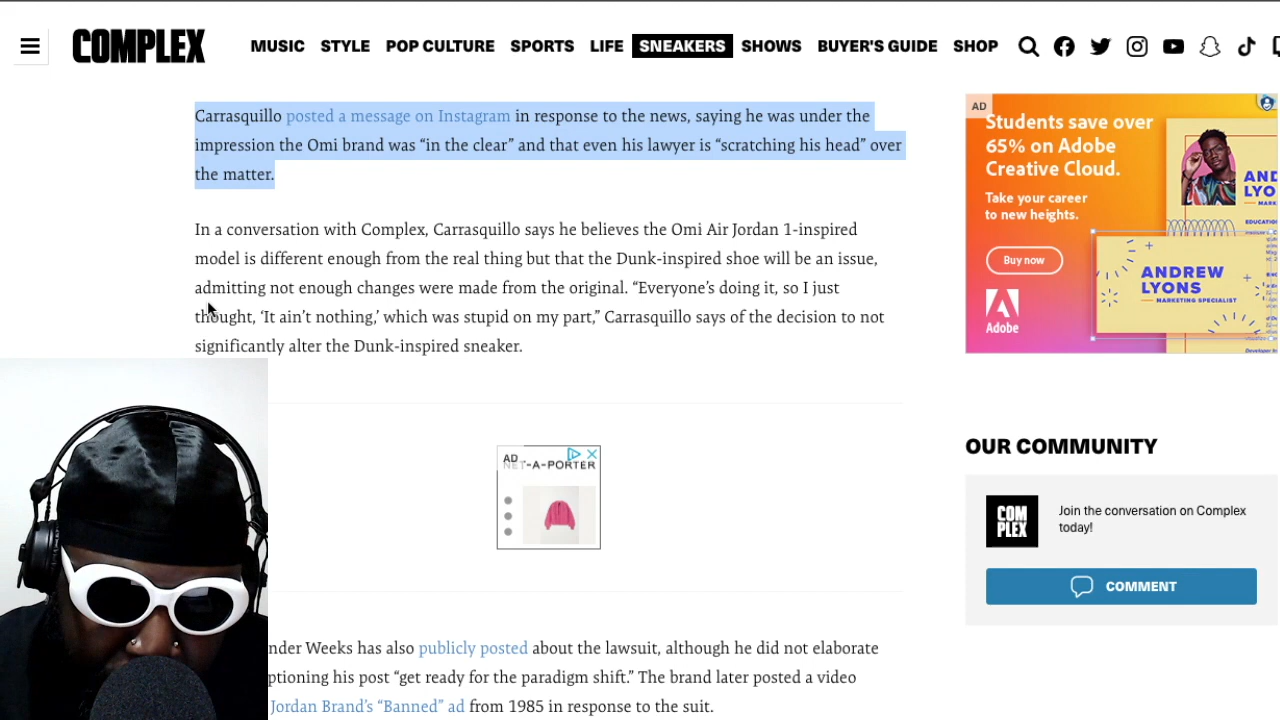 COMPLEX
MUSIC STYLE POP CULTURE SPORTS LIFE SNEAKERS SHOWS BUYER'S GUIDE SHOP
Carrasquillo posted a message on Instagram in response to the news, saying he was under the
impression the Omi brand was “in the clear” and that even his lawyer is “scratching his head” over
the matter.
In a conversation with Complex, Carrasquillo says he believes the Omi Air Jordan 1-inspired
model is different enough from the real thing but that the Dunk-inspired shoe will be an issue,
admitting not enough changes were made from the original. “Everyone’s doing it, so I just
thought, ‘It ain’t nothing,’ which was stupid on my part,” Carrasquillo says of the decision to not
significantly alter the Dunk-inspired sneaker.
AD
NET-A-PORTER
nder Weeks has also publicly posted about the lawsuit, although he did not elaborate
ptioning his post “get ready for the paradigm shift.” The brand later posted a video
Jordan Brand’s “Banned” ad from 1985 in response to the suit.
AD
Students save over
65% on Adobe
Creative Cloud.
Take your career
to new heights.
Buy now
Adobe
AND
LYO
MARK
EDUCATIO
ANDREW
LYONS
MARKETING SPECIALIST
OUR COMMUNITY
COM
PLEX
Join the conversation on Complex
today!
COMMENT